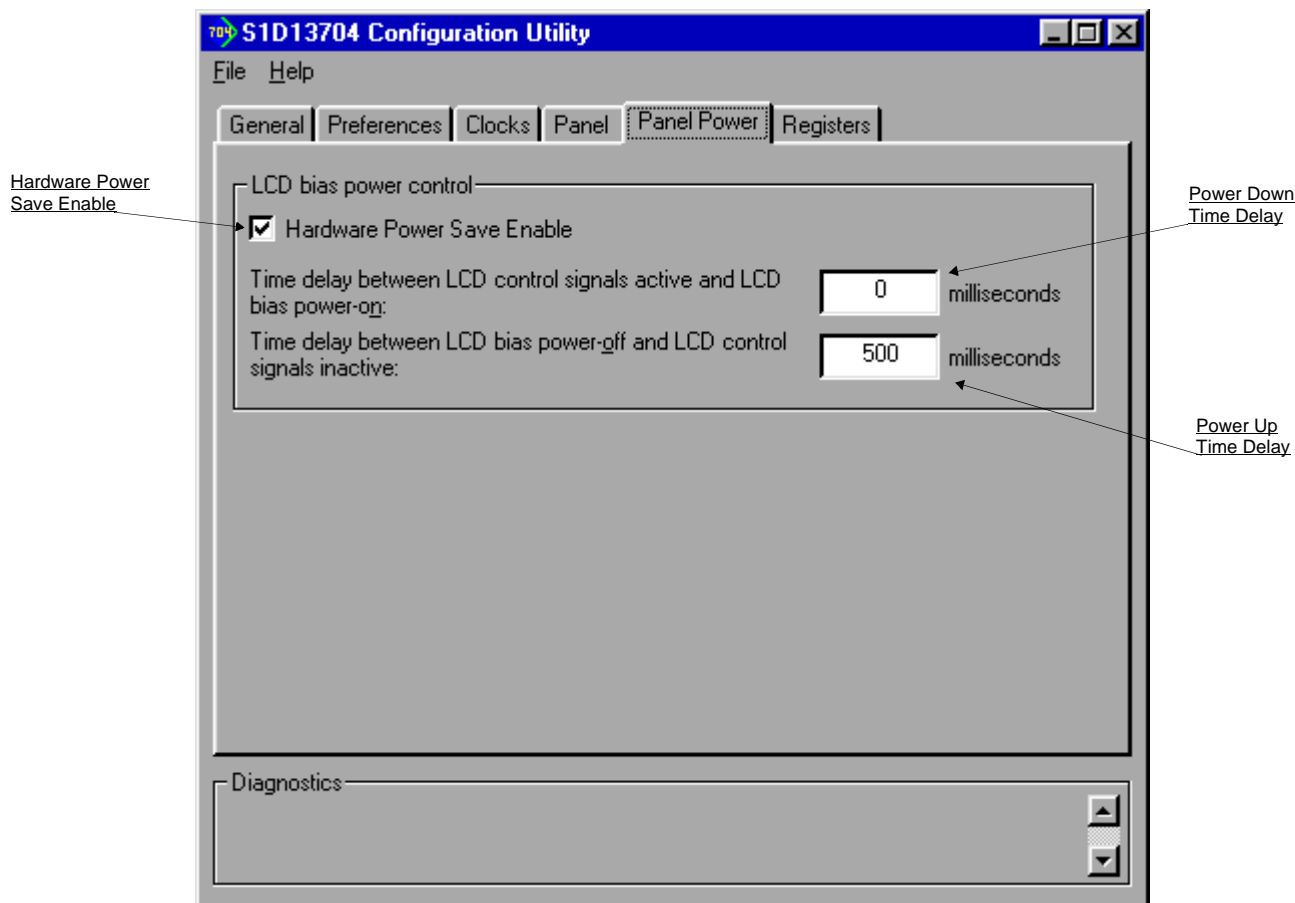 704 S1D13704 Configuration Utility
File Help
General Preferences Clocks Panel Panel Power Registers
Hardware Power
Save Enable
LCD bias power control
Hardware Power Save Enable
Power Down
Time Delay
Time delay between LCD control signals active and LCD
bias power-on:
0 milliseconds
Time delay between LCD bias power-off and LCD control
signals inactive:
500 milliseconds
Power Up
Time Delay
Diagnostics